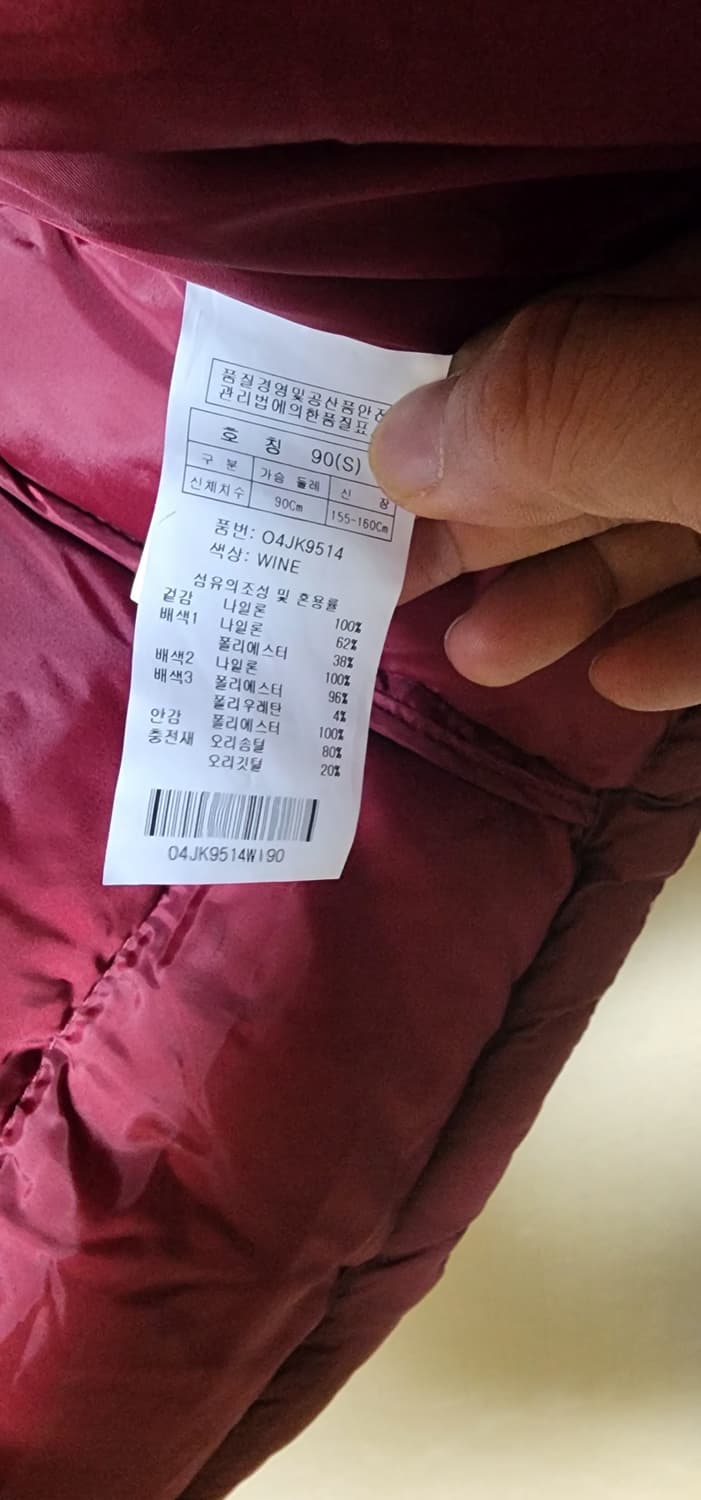 품질경영및공산품안전
관리법에의한품질표
호 칭 90(S)
구 분 가슴 둘레 신 장
신체치수 90Cm 155-160Cm
품번: O4JK9514
색상: WINE
섬유의조성 및 혼용률
겉감 나일론 100%
배색1 나일론 62%
폴리에스터 38%
배색2 나일론 100%
배색3 폴리에스터 96%
폴리우레탄 4%
안감 폴리에스터 100%
충전재 오리솜털 80%
오리깃털 20%
O4JK9514WI90